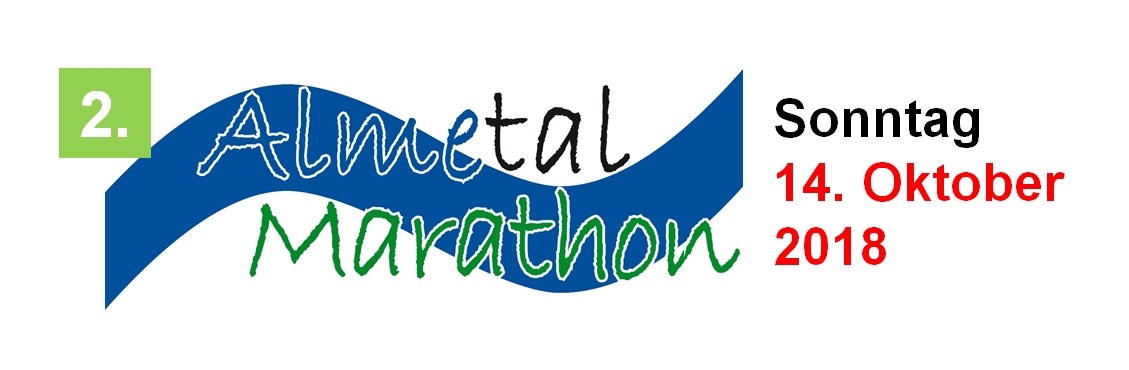 2.
Almetal
Marathon
Sonntag
14. Oktober
2018